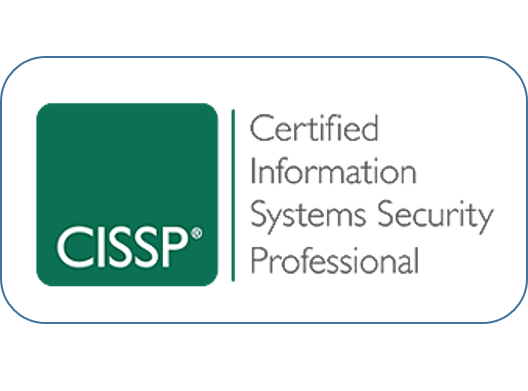 CISSP®
Certified
Information
Systems Security
Professional